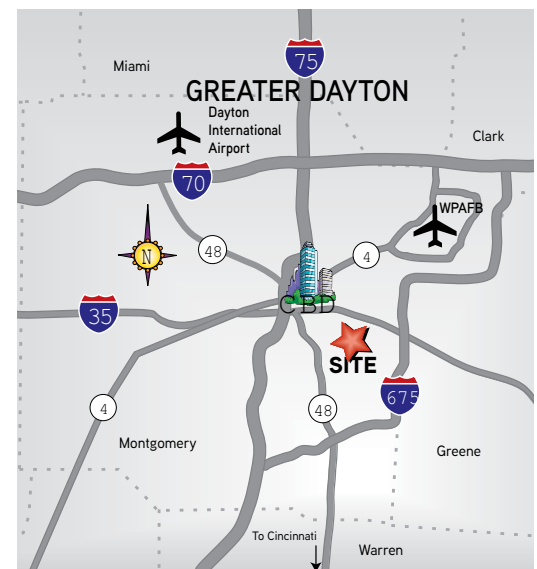 75
Miami
GREATER DAYTON
Dayton
International
Airport
Clark
70
WPAFB
48
4
N
CBD
35
SITE
675
4
48
Montgomery
Greene
To Cincinnati
Warren